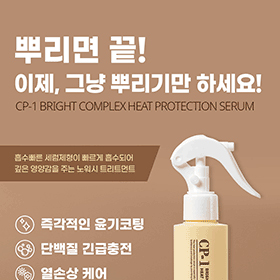 뿌리면 끝!
이제, 그냥 뿌리기만 하세요!
CP-1 BRIGHT COMPLEX HEAT PROTECTION SERUM
흡수빠른 세럼제형이 빠르게 흡수되어
깊은 영양감을 주는 노워시 트리트먼트
즉각적인 윤기코팅
단백질 긴급충전
열손상 케어
CP-1